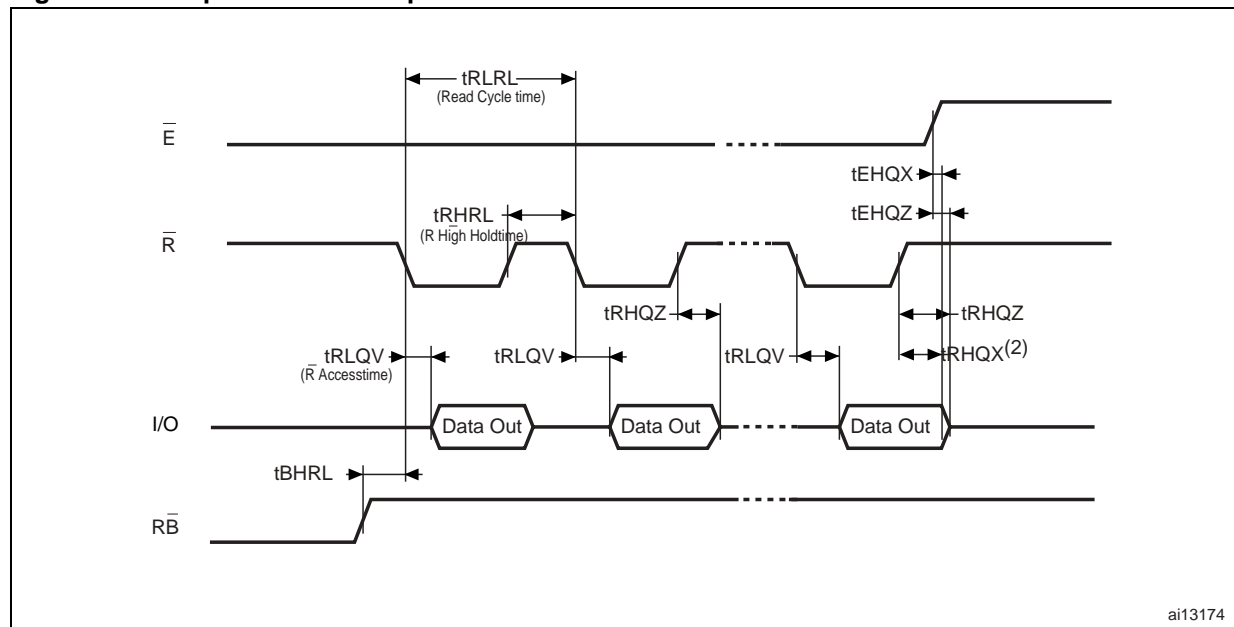 tRLRL
(Read Cycle time)
E̅
tEHQX
tEHQZ
tRHRL
(R̅ High Holdtime)
R̅
tRHQZ
tRHQZ
tRLQV
(R̅ Accesstime)
tRLQV
tRLQV
tRHQX(2)
I/O
Data Out
Data Out
Data Out
tBHRL
RB̅
ai13174